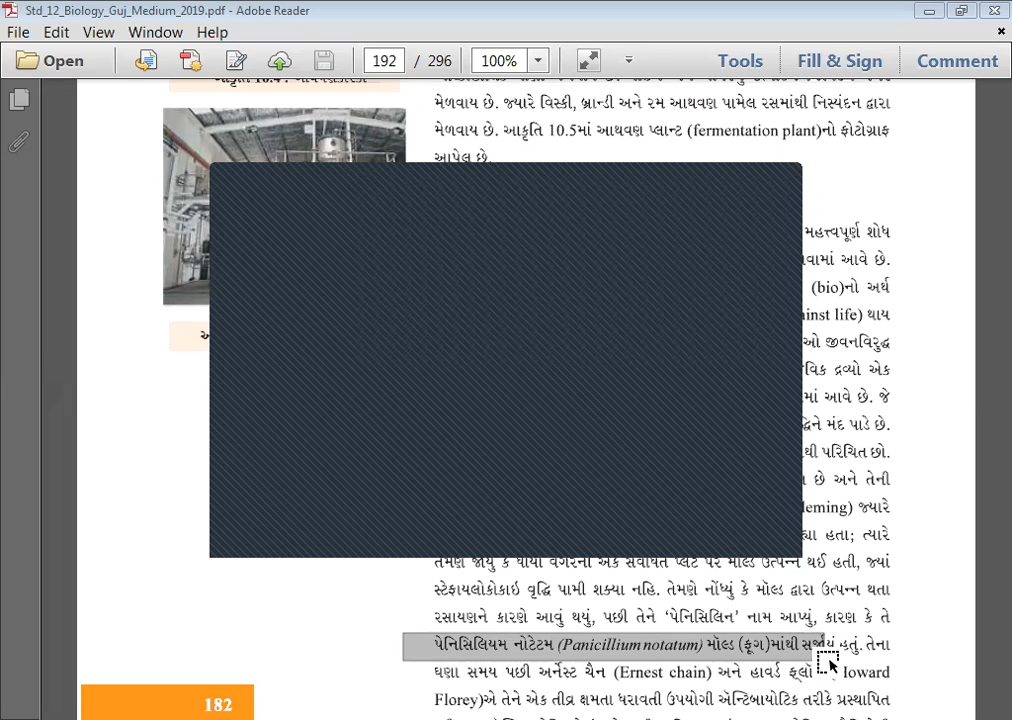 Std_12_Biology_Guj_Medium_2019.pdf - Adobe Reader
File Edit View Window Help
Open 192 / 296 100% Tools Fill & Sign Comment
મેળવાય છે. જ્યારે વિસ્કી, બ્રાન્ડી અને રમ આથવણ પામેલ રસમાંથી નિસ્યંદન દ્વારા
મેળવાય છે. આકૃતિ 10.5માં આથવણ પ્લાન્ટ (fermentation plant)નો ફોટોગ્રાફ
આપેલ છે.
મહત્ત્વપૂર્ણ શોધ
આવે છે.
(bio)નો અર્થ
life) થાય
જીવનવિરુદ્ધ
દ્રવ્યો એક
આવે છે. જે
મંદ પાડે છે.
પરિચિત છો.
છે અને તેની
જ્યારે
હતા; ત્યારે
તેમણે જોયું કે ધોયા વગરની એક સંવર્ધિત પ્લેટ પર મોલ્ડ ઉત્પન્ન થઈ હતી, જ્યાં
સ્ટેફાયલોકોકાઇ વૃદ્ધિ પામી શક્યા નહિ. તેમણે નોંધ્યું કે મૉલ્ડ દ્વારા ઉત્પન્ન થતા
રસાયણને કારણે આવું થયું, પછી તેને ‘પેનિસિલિન’ નામ આપ્યું, કારણ કે તે
પેનિસિલિયમ નોટેટમ (Panicillium notatum) મૉલ્ડ (ફૂગ)માંથી સર્જાયું હતું. તેના
ઘણા સમય પછી અર્નેસ્ટ ચૈન (Ernest chain) અને હાવર્ડ
Florey)એ તેને એક તીવ્ર ક્ષમતા ધરાવતી ઉપયોગી ઍન્ટિબાયોટિક તરીકે પ્રસ્થાપિત
182